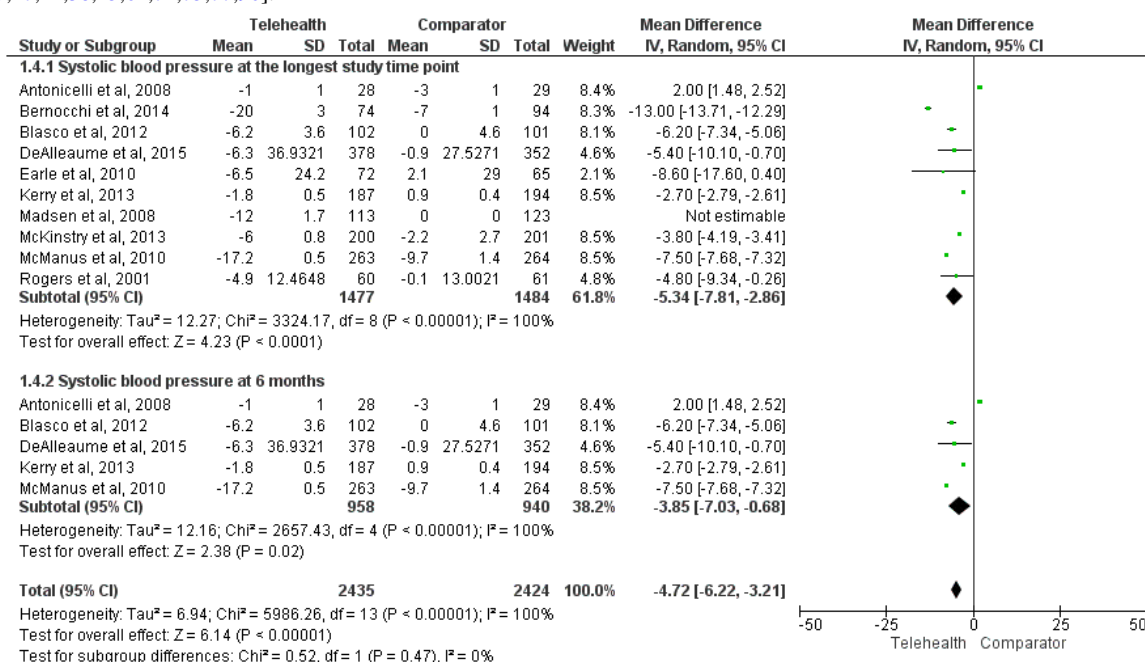 Telehealth Comparator Mean Difference Mean Difference
Study or Subgroup Mean SD Total Mean SD Total Weight IV, Random, 95% CI IV, Random, 95% CI
1.4.1 Systolic blood pressure at the longest study time point
Antonicelli et al, 2008 -1 1 28 -3 1 29 8.4% 2.00 [1.48, 2.52]
Bernocchi et al, 2014 -20 3 74 -7 1 94 8.3% -13.00 [-13.71, -12.29]
Blasco et al, 2012 -6.2 3.6 102 0 4.6 101 8.1% -6.20 [-7.34, -5.06]
DeAlleaume et al, 2015 -6.3 36.9321 378 -0.9 27.5271 352 4.6% -5.40 [-10.10, -0.70]
Earle et al, 2010 -6.5 24.2 72 2.1 29 65 2.1% -8.60 [-17.60, 0.40]
Kerry et al, 2013 -1.8 0.5 187 0.9 0.4 194 8.5% -2.70 [-2.79, -2.61]
Madsen et al, 2008 -12 1.7 113 0 0 123 Not estimable
McKinstry et al, 2013 -6 0.8 200 -2.2 2.7 201 8.5% -3.80 [-4.19, -3.41]
McManus et al, 2010 -17.2 0.5 263 -9.7 1.4 264 8.5% -7.50 [-7.68, -7.32]
Rogers et al, 2001 -4.9 12.4648 60 -0.1 13.0021 61 4.8% -4.80 [-9.34, -0.26]
Subtotal (95% CI) 1477 1484 61.8% -5.34 [-7.81, -2.86]
Heterogeneity: Tau² = 12.27; Chi² = 3324.17, df = 8 (P < 0.00001); I² = 100%
Test for overall effect: Z = 4.23 (P < 0.0001)
1.4.2 Systolic blood pressure at 6 months
Antonicelli et al, 2008 -1 1 28 -3 1 29 8.4% 2.00 [1.48, 2.52]
Blasco et al, 2012 -6.2 3.6 102 0 4.6 101 8.1% -6.20 [-7.34, -5.06]
DeAlleaume et al, 2015 -6.3 36.9321 378 -0.9 27.5271 352 4.6% -5.40 [-10.10, -0.70]
Kerry et al, 2013 -1.8 0.5 187 0.9 0.4 194 8.5% -2.70 [-2.79, -2.61]
McManus et al, 2010 -17.2 0.5 263 -9.7 1.4 264 8.5% -7.50 [-7.68, -7.32]
Subtotal (95% CI) 958 940 38.2% -3.85 [-7.03, -0.68]
Heterogeneity: Tau² = 12.16; Chi² = 2657.43, df = 4 (P < 0.00001); I² = 100%
Test for overall effect: Z = 2.38 (P = 0.02)
Total (95% CI) 2435 2424 100.0% -4.72 [-6.22, -3.21]
Heterogeneity: Tau² = 6.94; Chi² = 5986.26, df = 13 (P < 0.00001); I² = 100%
Test for overall effect: Z = 6.14 (P < 0.00001)
Test for subgroup differences: Chi² = 0.52, df = 1 (P = 0.47), I² = 0%
-50 -25 0 25 50
Telehealth Comparator